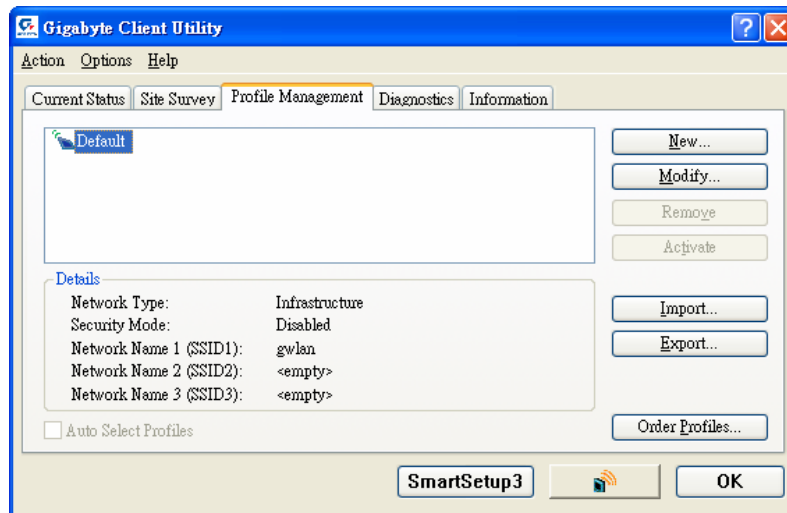 Gigabyte Client Utility
Action Options Help
Current Status Site Survey Profile Management Diagnostics Information
Default
New...
Modify...
Remove
Activate
Details
Network Type: Infrastructure
Security Mode: Disabled
Network Name 1 (SSID1): gwlan
Network Name 2 (SSID2): <empty>
Network Name 3 (SSID3): <empty>
Import...
Export...
Auto Select Profiles
Order Profiles...
SmartSetup3
OK